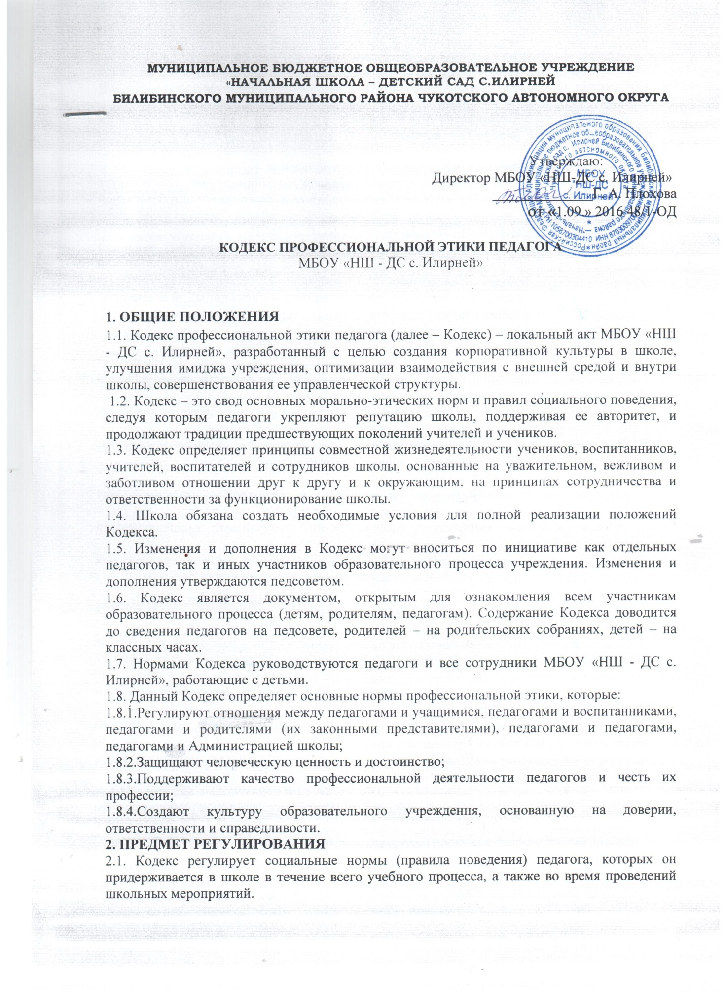 МУНИЦИПАЛЬНОЕ БЮДЖЕТНОЕ ОБЩЕОБРАЗОВАТЕЛЬНОЕ УЧРЕЖДЕНИЕ
«НАЧАЛЬНАЯ ШКОЛА – ДЕТСКИЙ САД С.ИЛИРНЕЙ
БИЛИБИНСКОГО МУНИЦИПАЛЬНОГО РАЙОНА ЧУКОТСКОГО АВТОНОМНОГО ОКРУГА
Утверждаю:
Директор МБОУ «НШ-ДС с. Илирней»
Г. А. Плохова
от «1.09.» 2016 48/1-ОД
МБОУ
"НШ-ДС
с. Илирней"
ОГРН 1058700304410 ИНН 8703009700
КОДЕКС ПРОФЕССИОНАЛЬНОЙ ЭТИКИ ПЕДАГОГА
МБОУ «НШ - ДС с. Илирней»
1. ОБЩИЕ ПОЛОЖЕНИЯ
1.1. Кодекс профессиональной этики педагога (далее – Кодекс) – локальный акт МБОУ «НШ
- ДС с. Илирней», разработанный с целью создания корпоративной культуры в школе,
улучшения имиджа учреждения, оптимизации взаимодействия с внешней средой и внутри
школы, совершенствования ее управленческой структуры.
1.2. Кодекс – это свод основных морально-этических норм и правил социального поведения,
следуя которым педагоги укрепляют репутацию школы, поддерживая ее авторитет, и
продолжают традиции предшествующих поколений учителей и учеников.
1.3. Кодекс определяет принципы совместной жизнедеятельности учеников, воспитанников,
учителей, воспитателей и сотрудников школы, основанные на уважительном, вежливом и
заботливом отношении друг к другу и к окружающим, на принципах сотрудничества и
ответственности за функционирование школы.
1.4. Школа обязана создать необходимые условия для полной реализации положений
Кодекса.
1.5. Изменения и дополнения в Кодекс могут вноситься по инициативе как отдельных
педагогов, так и иных участников образовательного процесса учреждения. Изменения и
дополнения утверждаются педсоветом.
1.6. Кодекс является документом, открытым для ознакомления всем участникам
образовательного процесса (детям, родителям, педагогам). Содержание Кодекса доводится
до сведения педагогов на педсовете, родителей – на родительских собраниях, детей – на
классных часах.
1.7. Нормами Кодекса руководствуются педагоги и все сотрудники МБОУ «НШ - ДС с.
Илирней», работающие с детьми.
1.8. Данный Кодекс определяет основные нормы профессиональной этики, которые:
1.8.1.Регулируют отношения между педагогами и учащимися, педагогами и воспитанниками,
педагогами и родителями (их законными представителями), педагогами и педагогами,
педагогами и Администрацией школы;
1.8.2.Защищают человеческую ценность и достоинство;
1.8.3.Поддерживают качество профессиональной деятельности педагогов и честь их
профессии;
1.8.4.Создают культуру образовательного учреждения, основанную на доверии,
ответственности и справедливости.
2. ПРЕДМЕТ РЕГУЛИРОВАНИЯ
2.1. Кодекс регулирует социальные нормы (правила поведения) педагога, которых он
придерживается в школе в течение всего учебного процесса, а также во время проведений
школьных мероприятий.